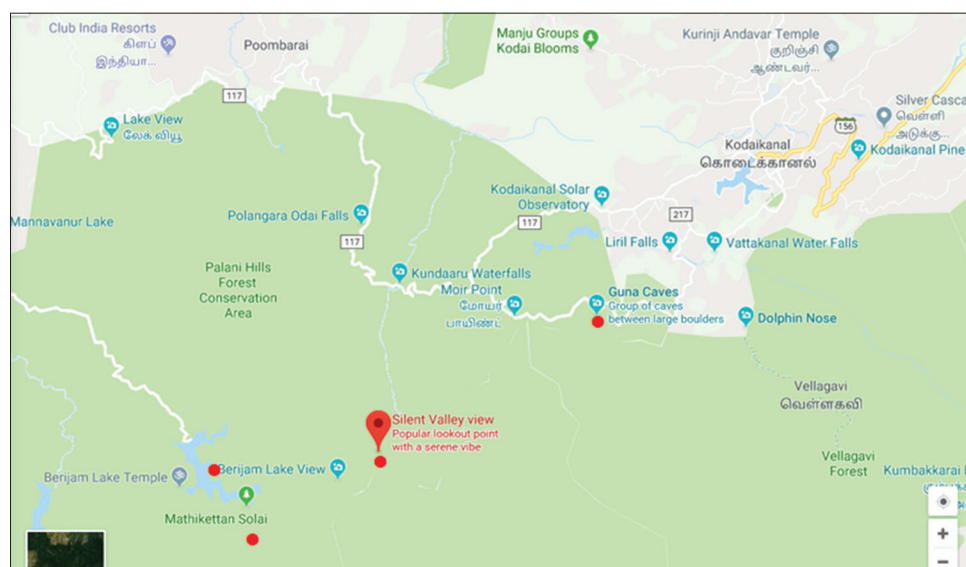 Club India Resorts
கிளப்
இந்தியா...
Poombarai
Manju Groups
Kodai Blooms
Kurinji Andavar Temple
குறிஞ்சி
ஆண்டவர்...
117
Lake View
லேக் வியூ
Silver Casca
வெள்ளி
அடுக்கு...
156
Kodaikanal
கொடைக்கானல்
Kodaikanal Pine
Mannavanur Lake
Polangara Odai Falls
Kodaikanal Solar
Observatory
117
217
117
Liril Falls
Vattakanal Water Falls
Palani Hills
Forest
Conservation
Area
Kundaaru Waterfalls
Moir Point
மோயர்
பாயிண்ட்
Guna Caves
Group of caves
between large boulders
Dolphin Nose
Vellagavi
வெள்ளகவி
Silent Valley view
Popular lookout point
with a serene vibe
Vellagavi
Forest
Berijam Lake Temple
Berijam Lake View
Kumbakkarai
Mathikettan Solai